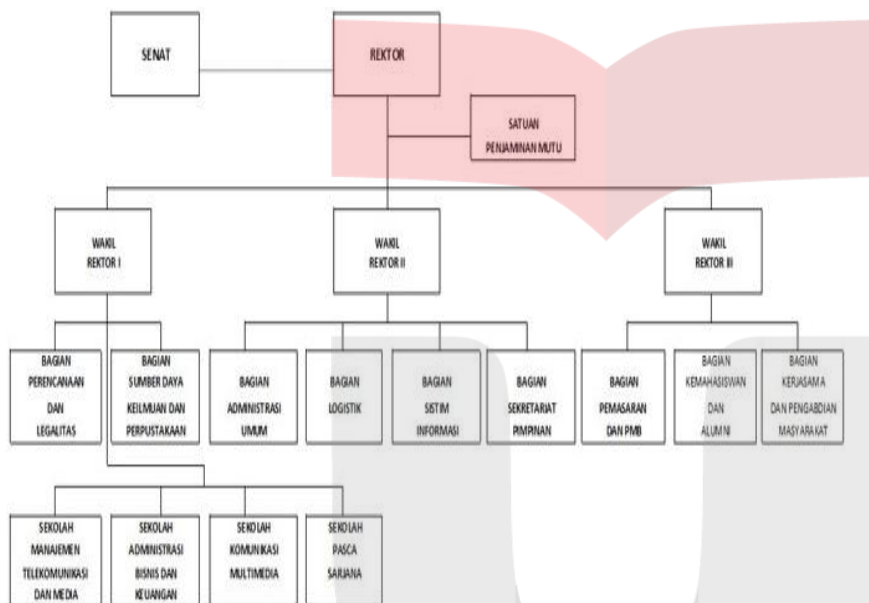 SENAT
REKTOR
SATUAN
PENJAMINAN MUTU
WAKIL
REKTOR I
WAKIL
REKTOR II
WAKIL
REKTOR III
BAGIAN
PERENCANAAN
DAN
LEGALITAS
BAGIAN
SUMBER DAYA
KEILMUAN DAN
PERPUSTAKAAN
BAGIAN
ADMINISTRASI
UMUM
BAGIAN
LOGISTIK
BAGIAN
SISTIM
INFORMASI
BAGIAN
SEKRETARIAT
PIMPINAN
BAGIAN
PEMASARAN
DAN PMB
BAGIAN
KEMAHASISWAN
DAN
ALUMNI
BAGIAN
KERJASAMA
DAN PENGABDIAN
MASYARAKAT
SEKOLAH
MANAJEMEN
TELEKOMUNIKASI
DAN MEDIA
SEKOLAH
ADMINISTRASI
BISNIS DAN
KEUANGAN
SEKOLAH
KOMUNIKASI
MULTIMEDIA
SEKOLAH
PASCA
SARJANA